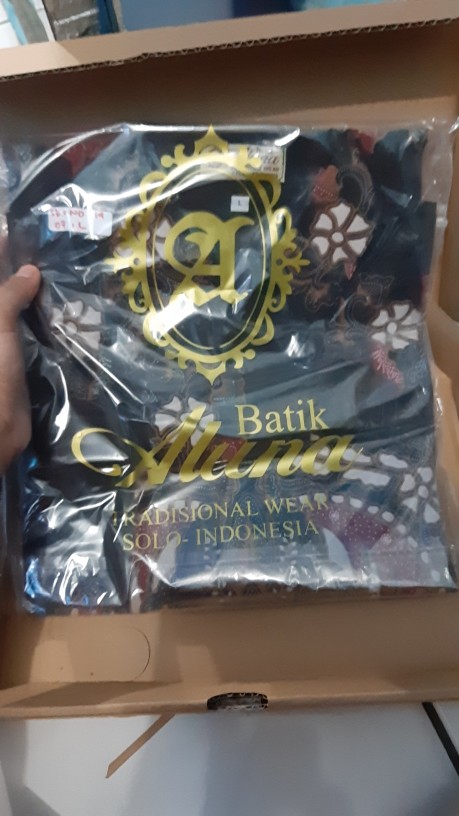 L
A
Batik
Aluna
TRADISIONAL WEAR
SOLO- INDONESIA